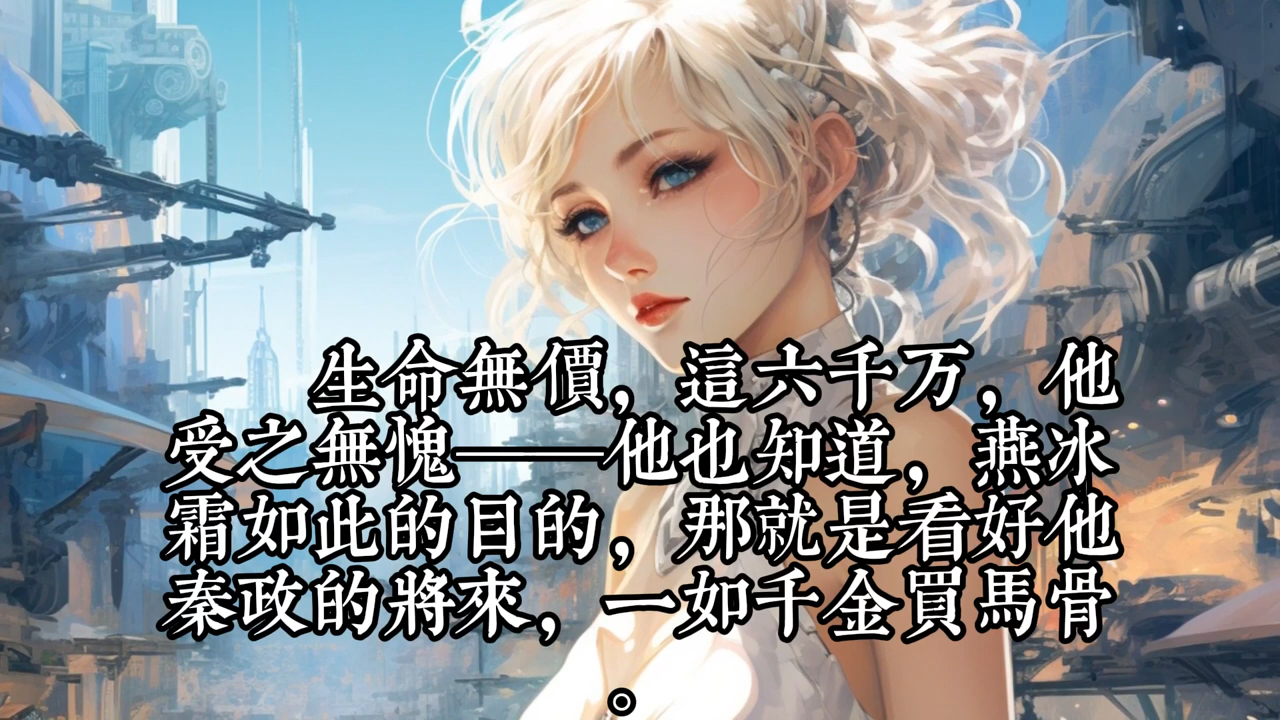 生命無價，這六千万，他
受之無愧——他也知道，燕冰
霜如此的目的，那就是看好他
秦政的將來，一如千金買馬骨
。